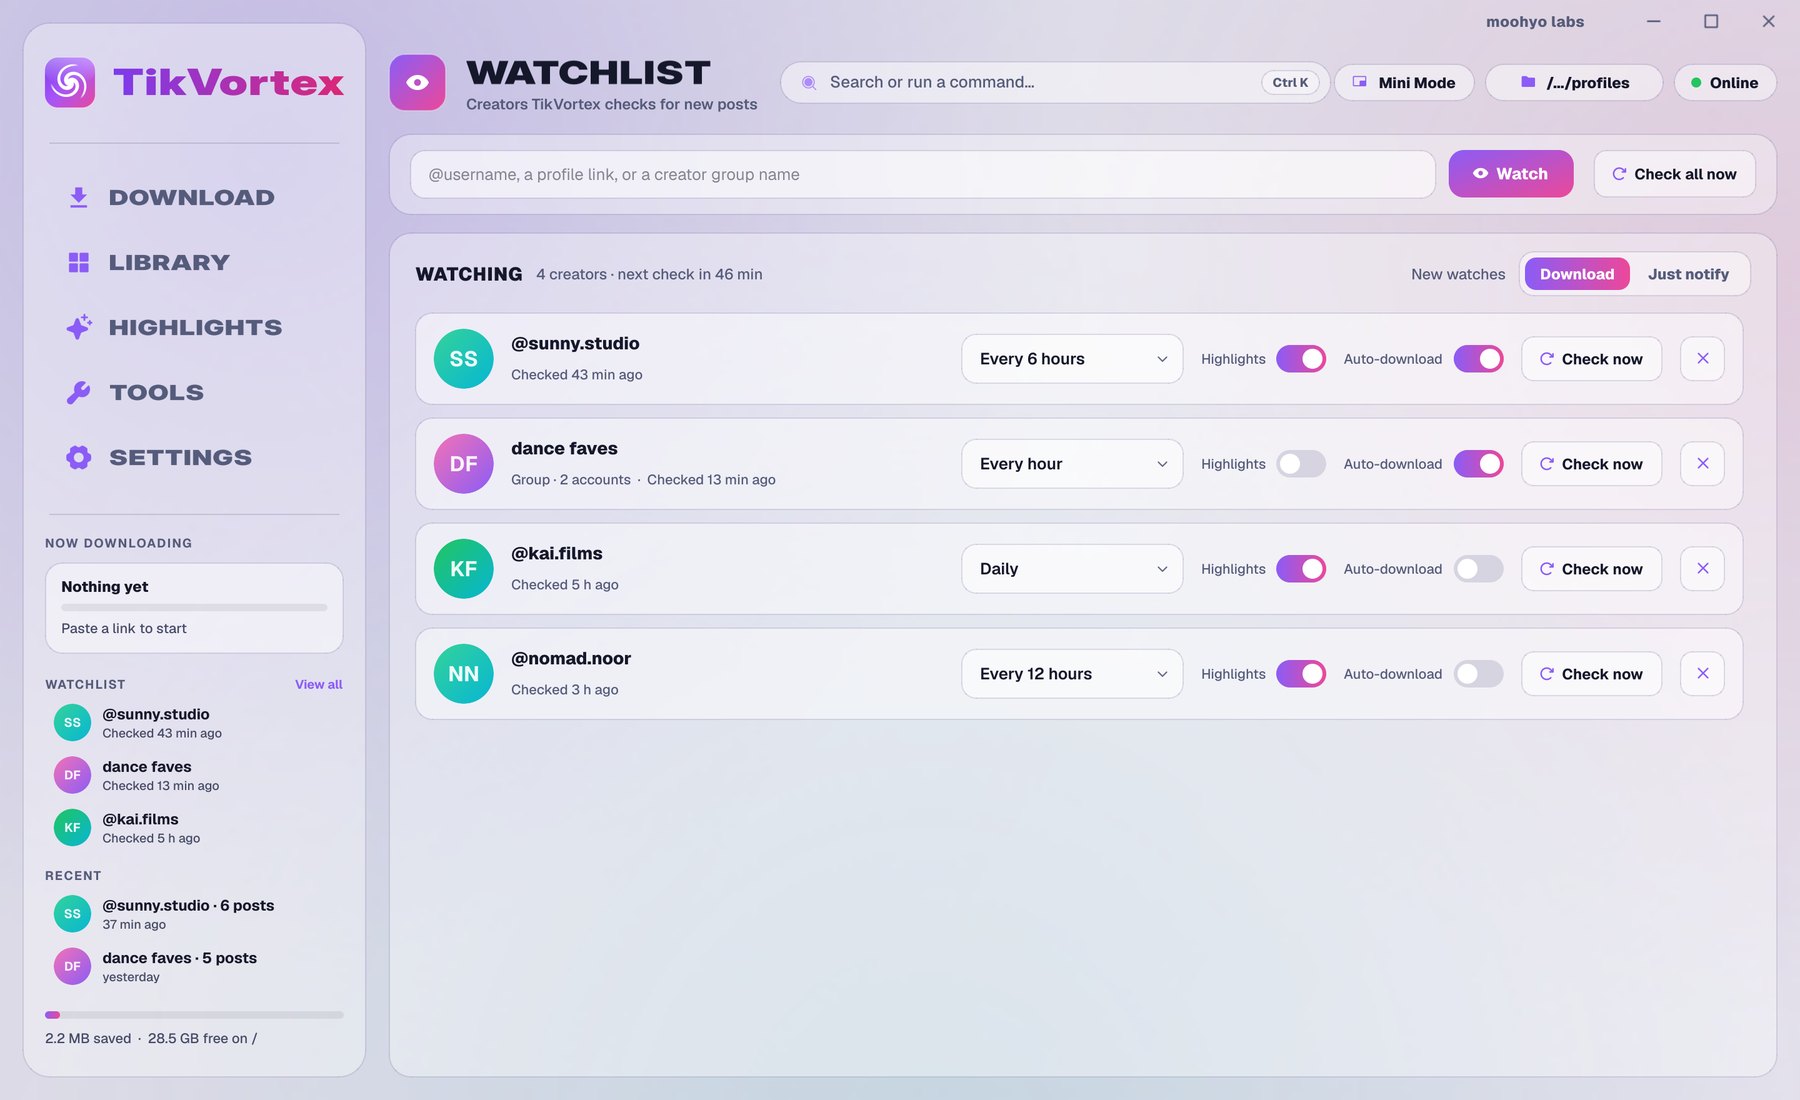 moohyo labs
TikVortex
DOWNLOAD
LIBRARY
HIGHLIGHTS
TOOLS
SETTINGS
NOW DOWNLOADING
Nothing yet
Paste a link to start
WATCHLIST View all
SS @sunny.studio
Checked 43 min ago
DF dance faves
Checked 13 min ago
KF @kai.films
Checked 5 h ago
RECENT
SS @sunny.studio · 6 posts
37 min ago
DF dance faves · 5 posts
yesterday
2.2 MB saved · 28.5 GB free on /
WATCHLIST
Creators TikVortex checks for new posts
Search or run a command... Ctrl K
Mini Mode
/.../profiles
Online
@username, a profile link, or a creator group name
Watch
Check all now
WATCHING 4 creators · next check in 46 min
New watches Download Just notify
SS @sunny.studio
Checked 43 min ago
Every 6 hours Highlights Auto-download Check now
DF dance faves
Group · 2 accounts · Checked 13 min ago
Every hour Highlights Auto-download Check now
KF @kai.films
Checked 5 h ago
Daily Highlights Auto-download Check now
NN @nomad.noor
Checked 3 h ago
Every 12 hours Highlights Auto-download Check now